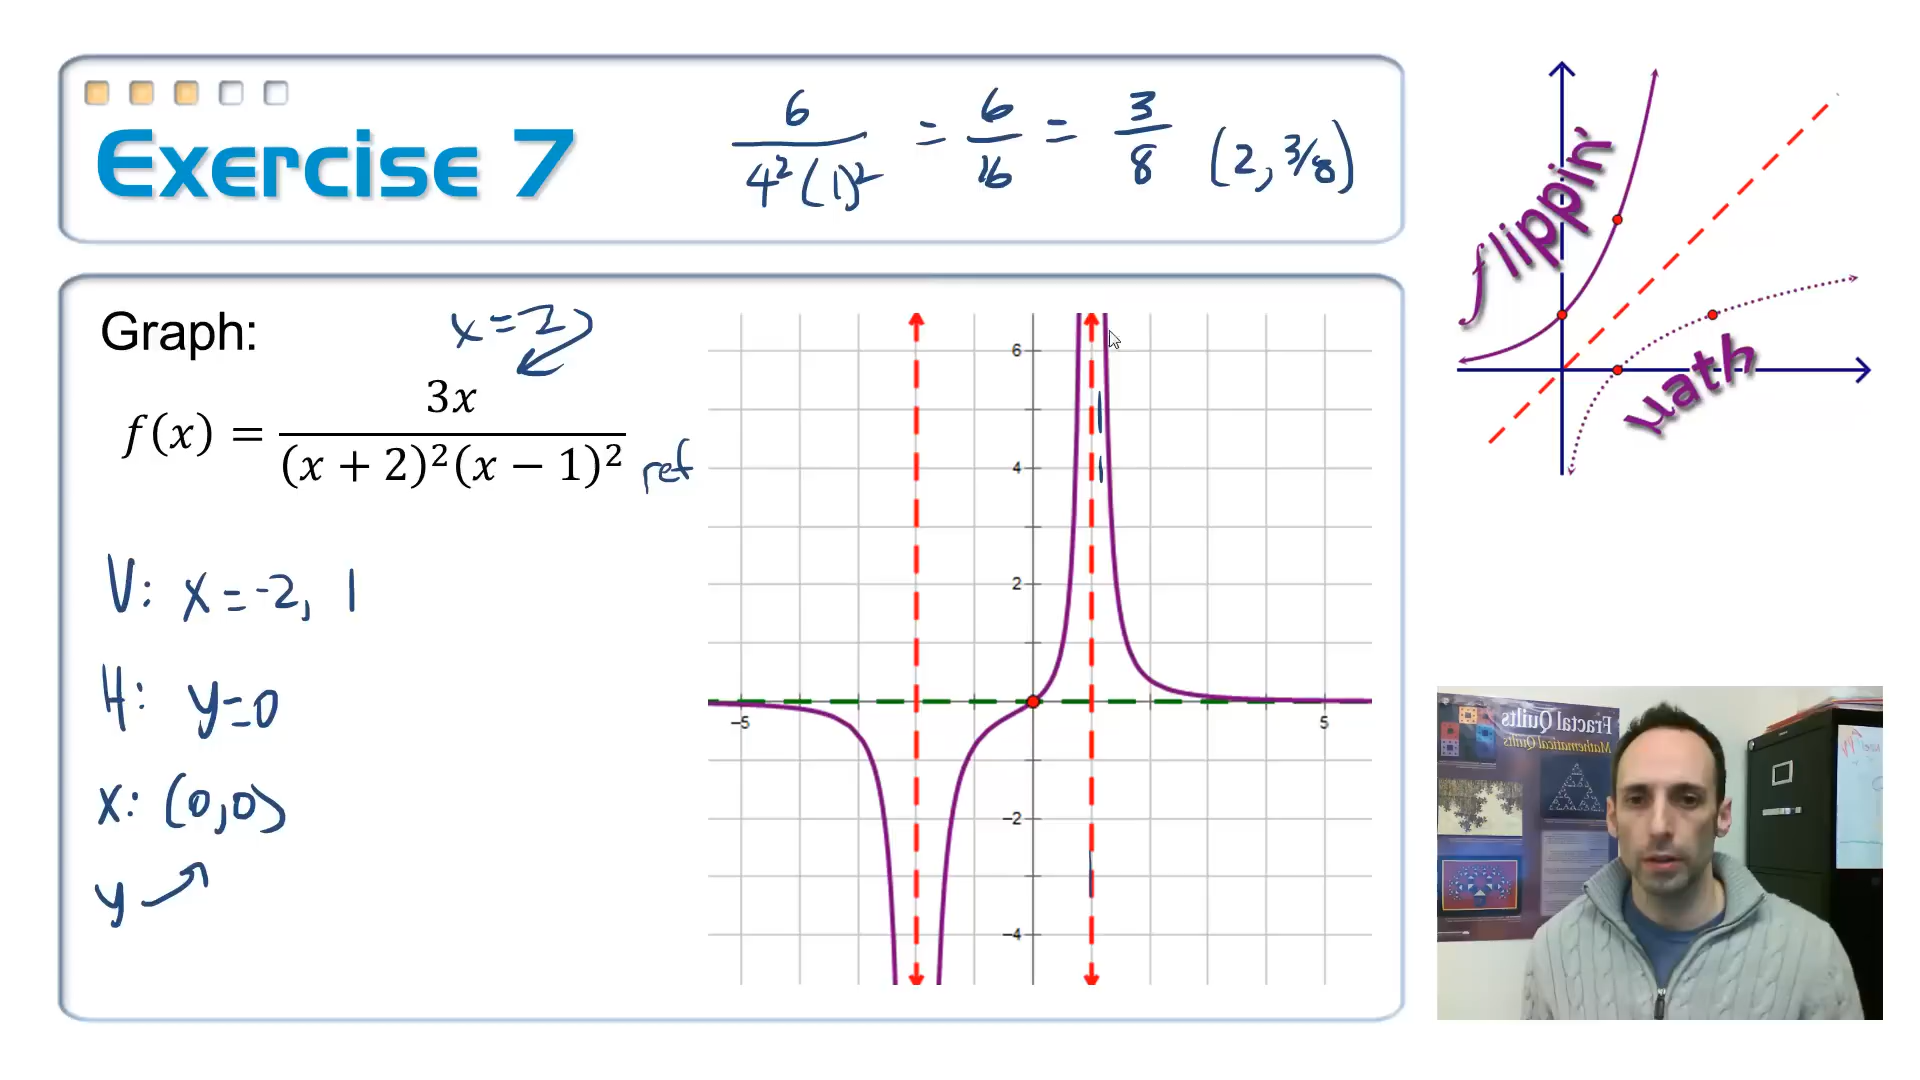 Exercise 7
6/(4²(1)²) = 6/16 = 3/8 (2, 3/8)
Graph:
x=2
f(x) = 3x/((x + 2)²(x − 1)²)
ref
V: x = -2, 1
H: y=0
x: (0,0)
y
6
4
2
−5
5
−2
−4
flippin'
math
Fractal Quilts
Mathematical Quilts